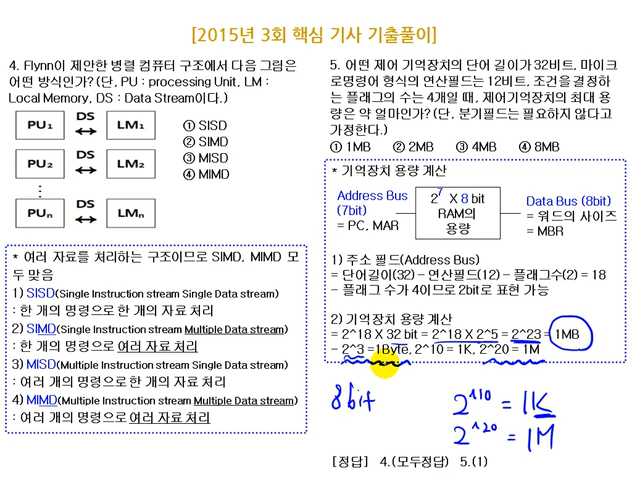 [2015년 3회 핵심 기사 기출풀이]
4. Flynn이 제안한 병렬 컴퓨터 구조에서 다음 그림은
어떤 방식인가? (단, PU : processing Unit, LM :
Local Memory, DS : Data Stream이다.)
PU1 DS LM1
PU2 DS LM2
⋮
PUn DS LMn
① SISD
② SIMD
③ MISD
④ MIMD
* 여러 자료를 처리하는 구조이므로 SIMD, MIMD 모
두 맞음
1) SISD(Single Instruction stream Single Data stream)
: 한 개의 명령으로 한 개의 자료 처리
2) SIMD(Single Instruction stream Multiple Data stream)
: 한 개의 명령으로 여러 자료 처리
3) MISD(Multiple Instruction stream Single Data stream)
: 여러 개의 명령으로 한 개의 자료 처리
4) MIMD(Multiple Instruction stream Multiple Data stream)
: 여러 개의 명령으로 여러 자료 처리
5. 어떤 제어 기억장치의 단어 길이가 32비트, 마이크
로명령어 형식의 연산필드는 12비트, 조건을 결정하
는 플래그의 수는 4개일 때, 제어기억장치의 최대 용
량은 약 얼마인가? (단, 분기필드는 필요하지 않다고
가정한다.)
① 1MB ② 2MB ③ 4MB ④ 8MB
* 기억장치 용량 계산
Address Bus
(7bit)
= PC, MAR
2^7 X 8 bit
RAM의
용량
Data Bus (8bit)
= 워드의 사이즈
= MBR
1) 주소 필드(Address Bus)
= 단어길이(32) – 연산필드(12) – 플래그수(2) = 18
– 플래그 수가 4이므로 2bit로 표현 가능
2) 기억장치 용량 계산
= 2^18 X 32 bit = 2^18 X 2^5 = 2^23 = 1MB
– 2^3 =1Byte, 2^10 = 1K, 2^20 = 1M
8bit
2^10 = 1K
2^20 = 1M
[정답] 4.(모두정답) 5.(1)